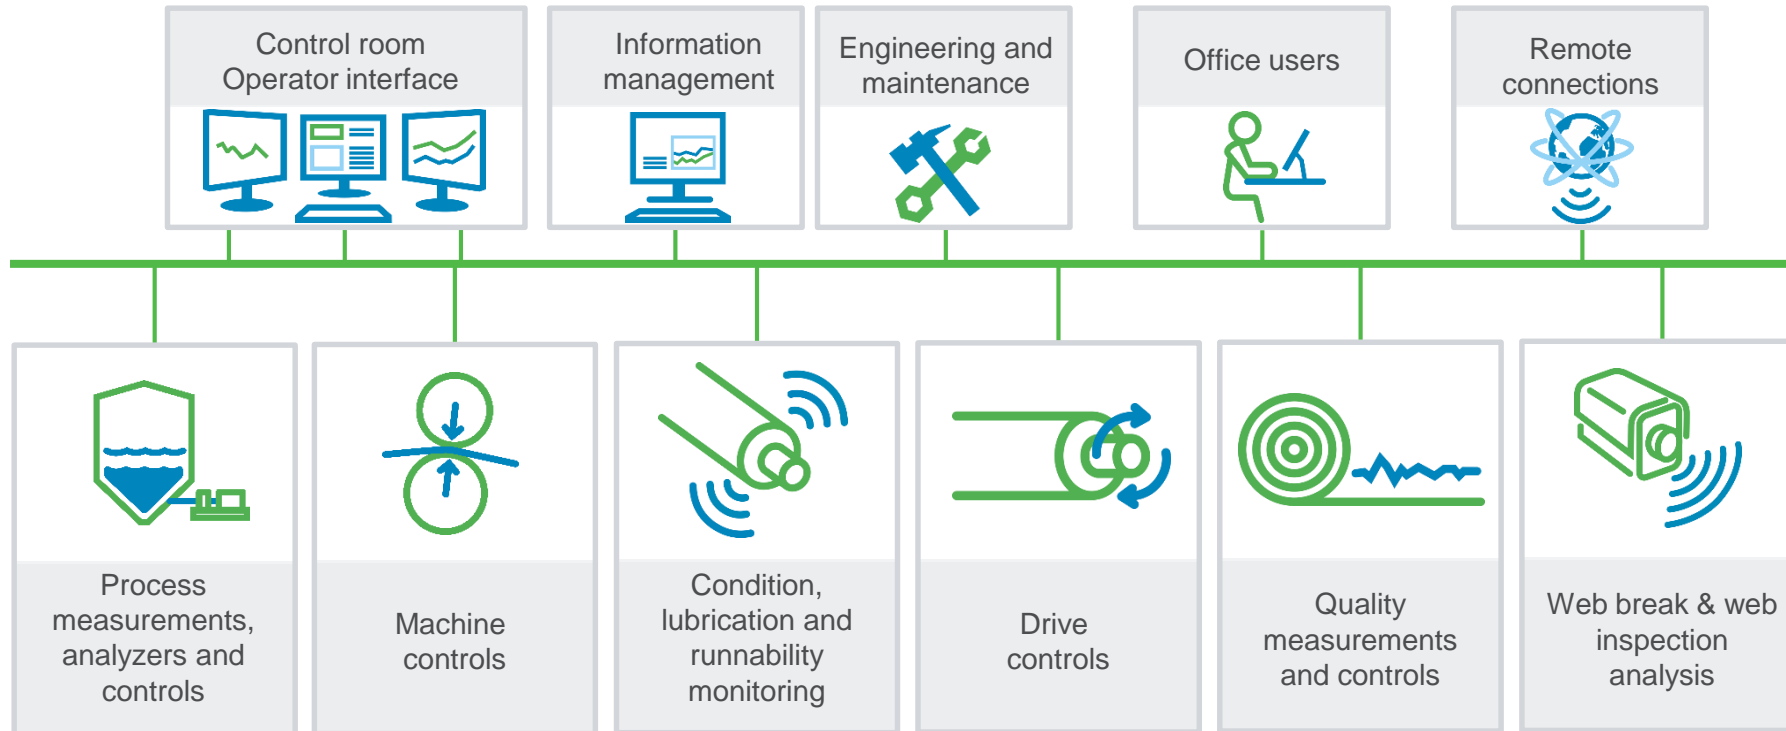 Control room
Operator interface
Information
management
Engineering and
maintenance
Office users
Remote
connections
Process
measurements,
analyzers and
controls
Machine
controls
Condition,
lubrication and
runnability
monitoring
Drive
controls
Quality
measurements
and controls
Web break & web
inspection
analysis